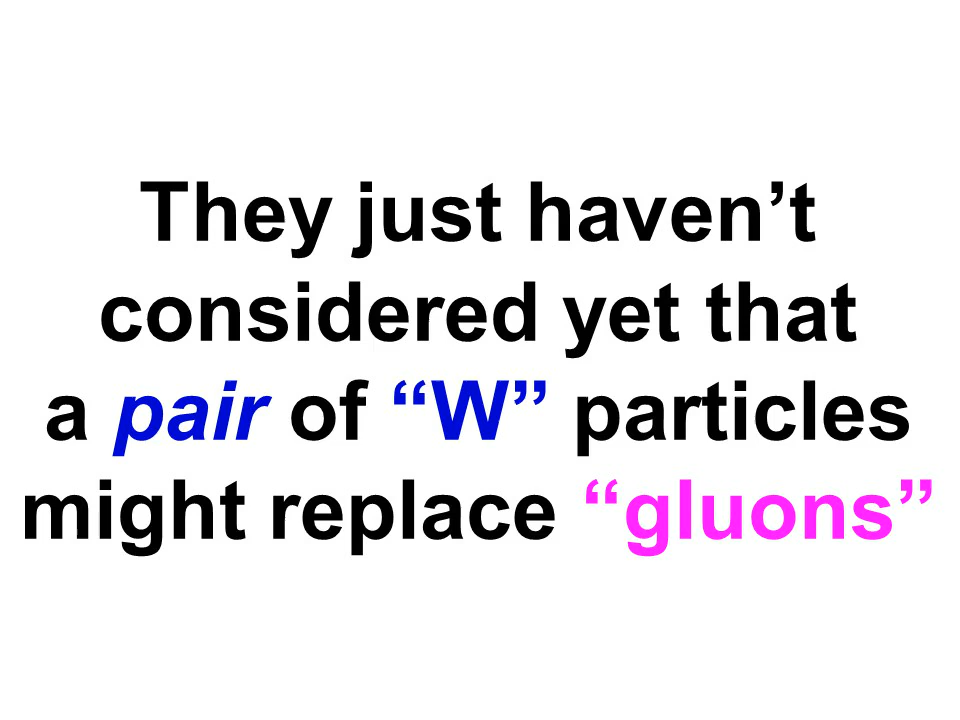 They just haven’t
considered yet that
a pair of “W” particles
might replace “gluons”